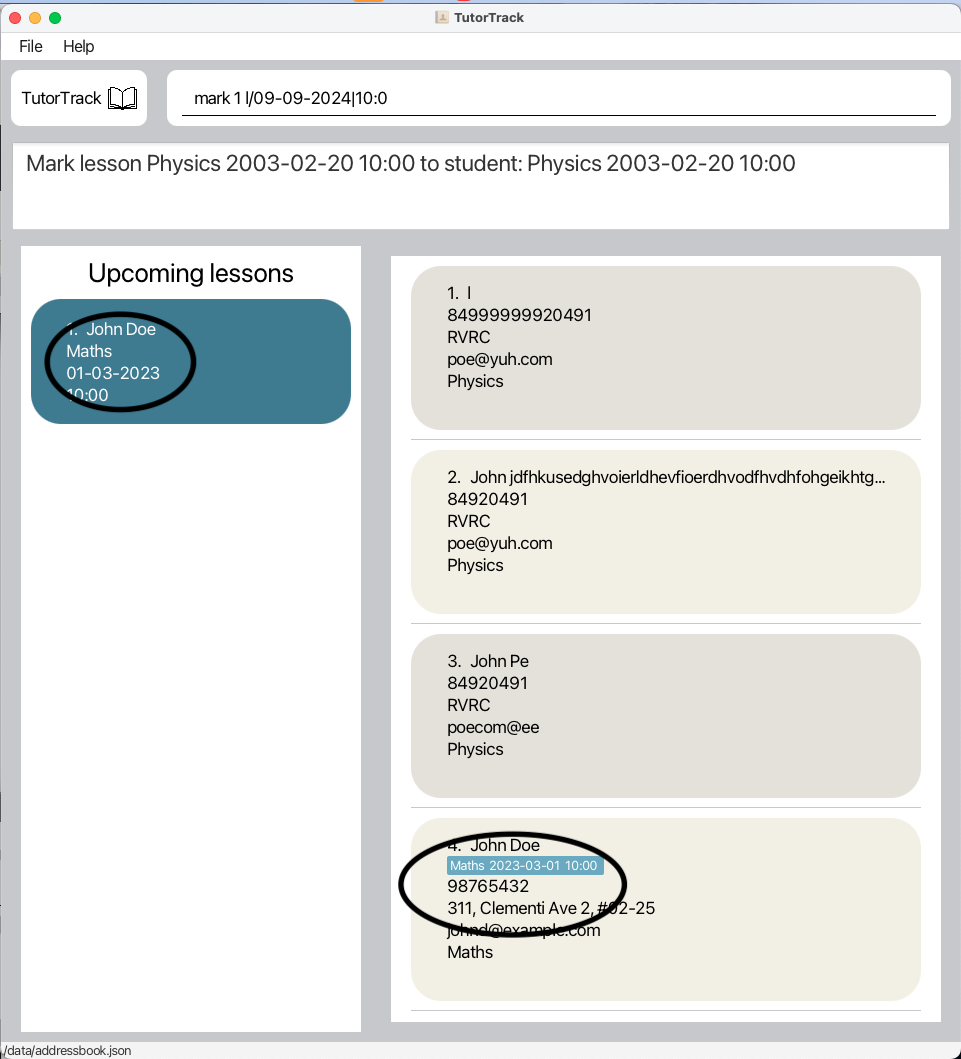 TutorTrack
File Help
TutorTrack
mark 1 l/09-09-2024|10:0
Mark lesson Physics 2003-02-20 10:00 to student: Physics 2003-02-20 10:00
Upcoming lessons
1. John Doe
Maths
01-03-2023
10:00
1. l
84999999920491
RVRC
poe@yuh.com
Physics
2. John jdfhkusedghvoierldhevfioerdhvodfhvdhfohgeikhtg...
84920491
RVRC
poe@yuh.com
Physics
3. John Pe
84920491
RVRC
poecom@ee
Physics
4. John Doe
Maths 2023-03-01 10:00
98765432
311, Clementi Ave 2, #02-25
johnd@example.com
Maths
/data/addressbook.json